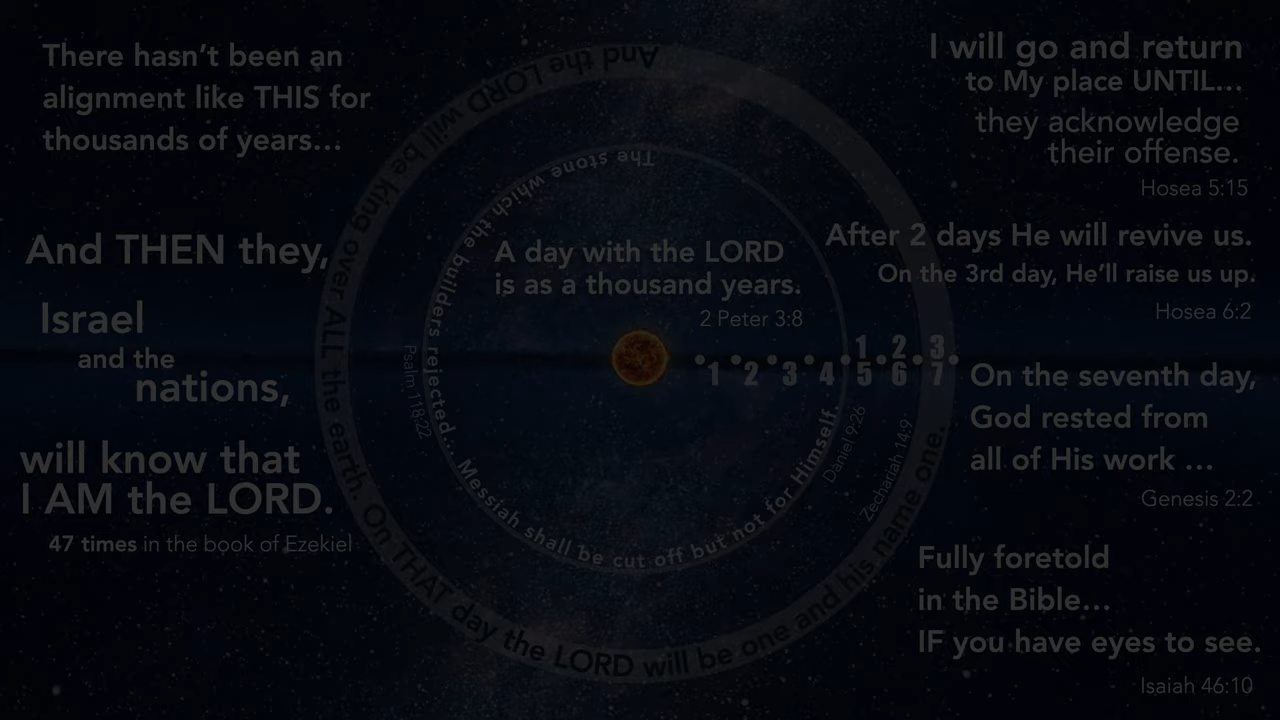 There hasn’t been an
alignment like THIS for
thousands of years...
And THEN they,
Israel
and the
nations,
will know that
I AM the LORD.
47 times in the book of Ezekiel
And the LORD will be king over ALL the earth. On THAT day the LORD will be one and his name one.
Zechariah 14:9
The stone which the builders rejected... Messiah shall be cut off but not for Himself.
Psalm 118:22
Daniel 9:26
A day with the LORD
is as a thousand years.
2 Peter 3:8
1 2 3
1 2 3 4 5 6 7
I will go and return
to My place UNTIL...
they acknowledge
their offense.
Hosea 5:15
After 2 days He will revive us.
On the 3rd day, He’ll raise us up.
Hosea 6:2
On the seventh day,
God rested from
all of His work ...
Genesis 2:2
Fully foretold
in the Bible...
IF you have eyes to see.
Isaiah 46:10